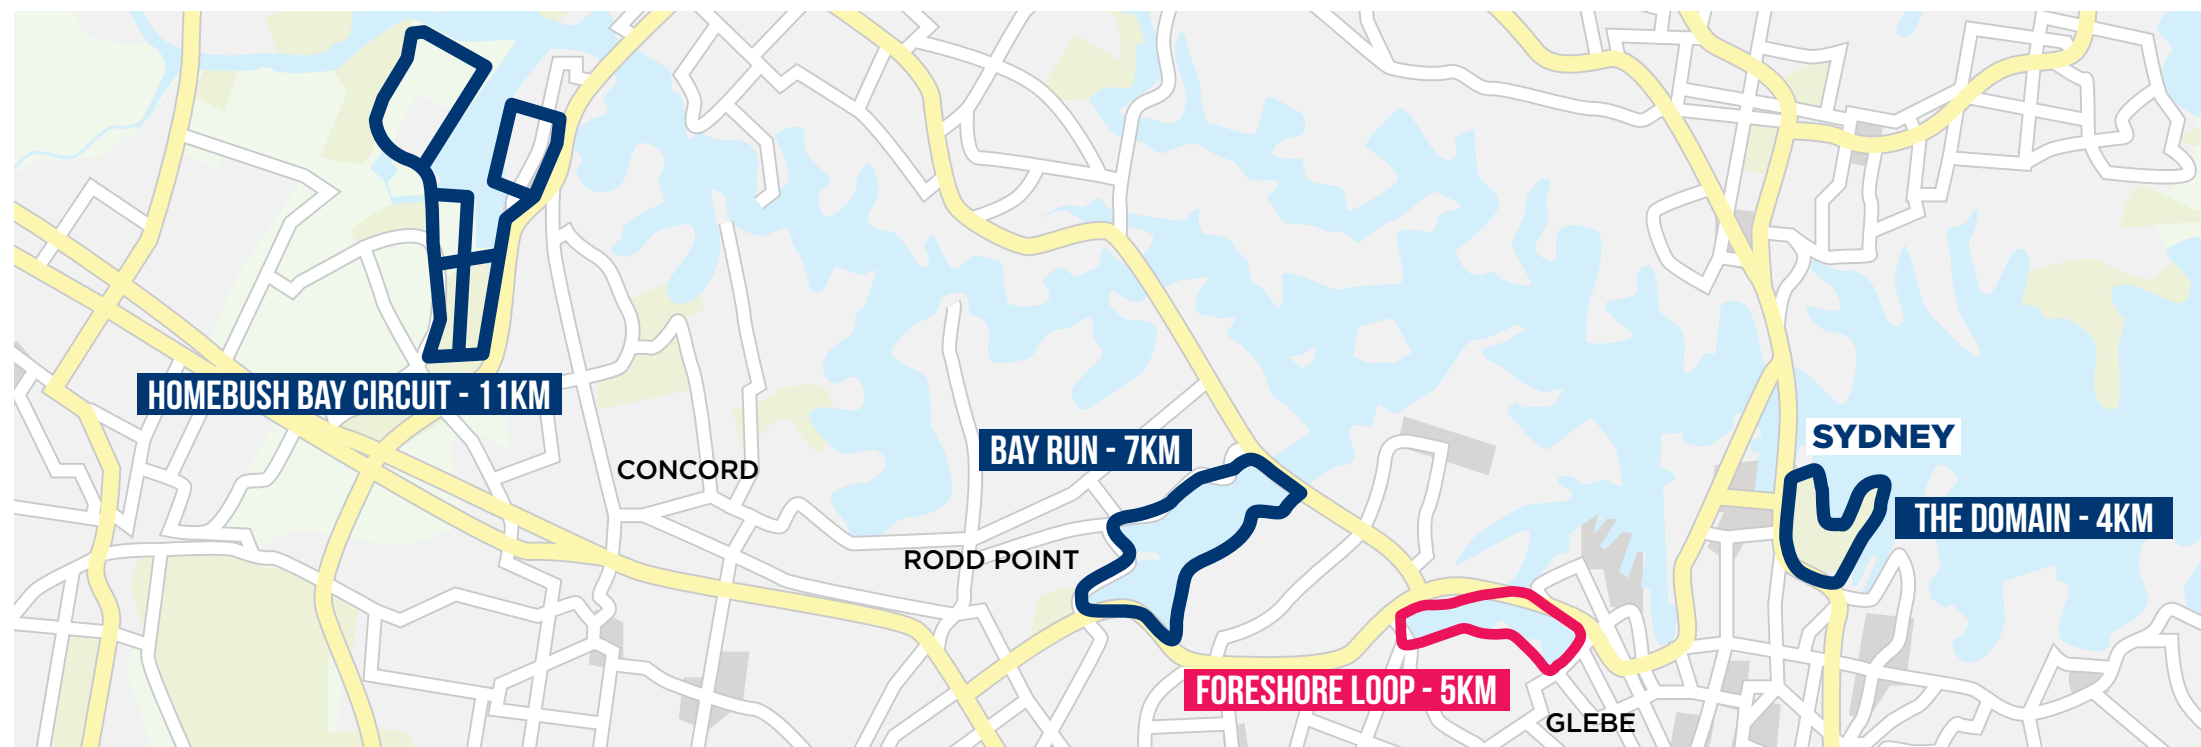 HOMEBUSH BAY CIRCUIT - 11KM
SYDNEY
BAY RUN - 7KM
CONCORD
THE DOMAIN - 4KM
RODD POINT
FORESHORE LOOP - 5KM
GLEBE